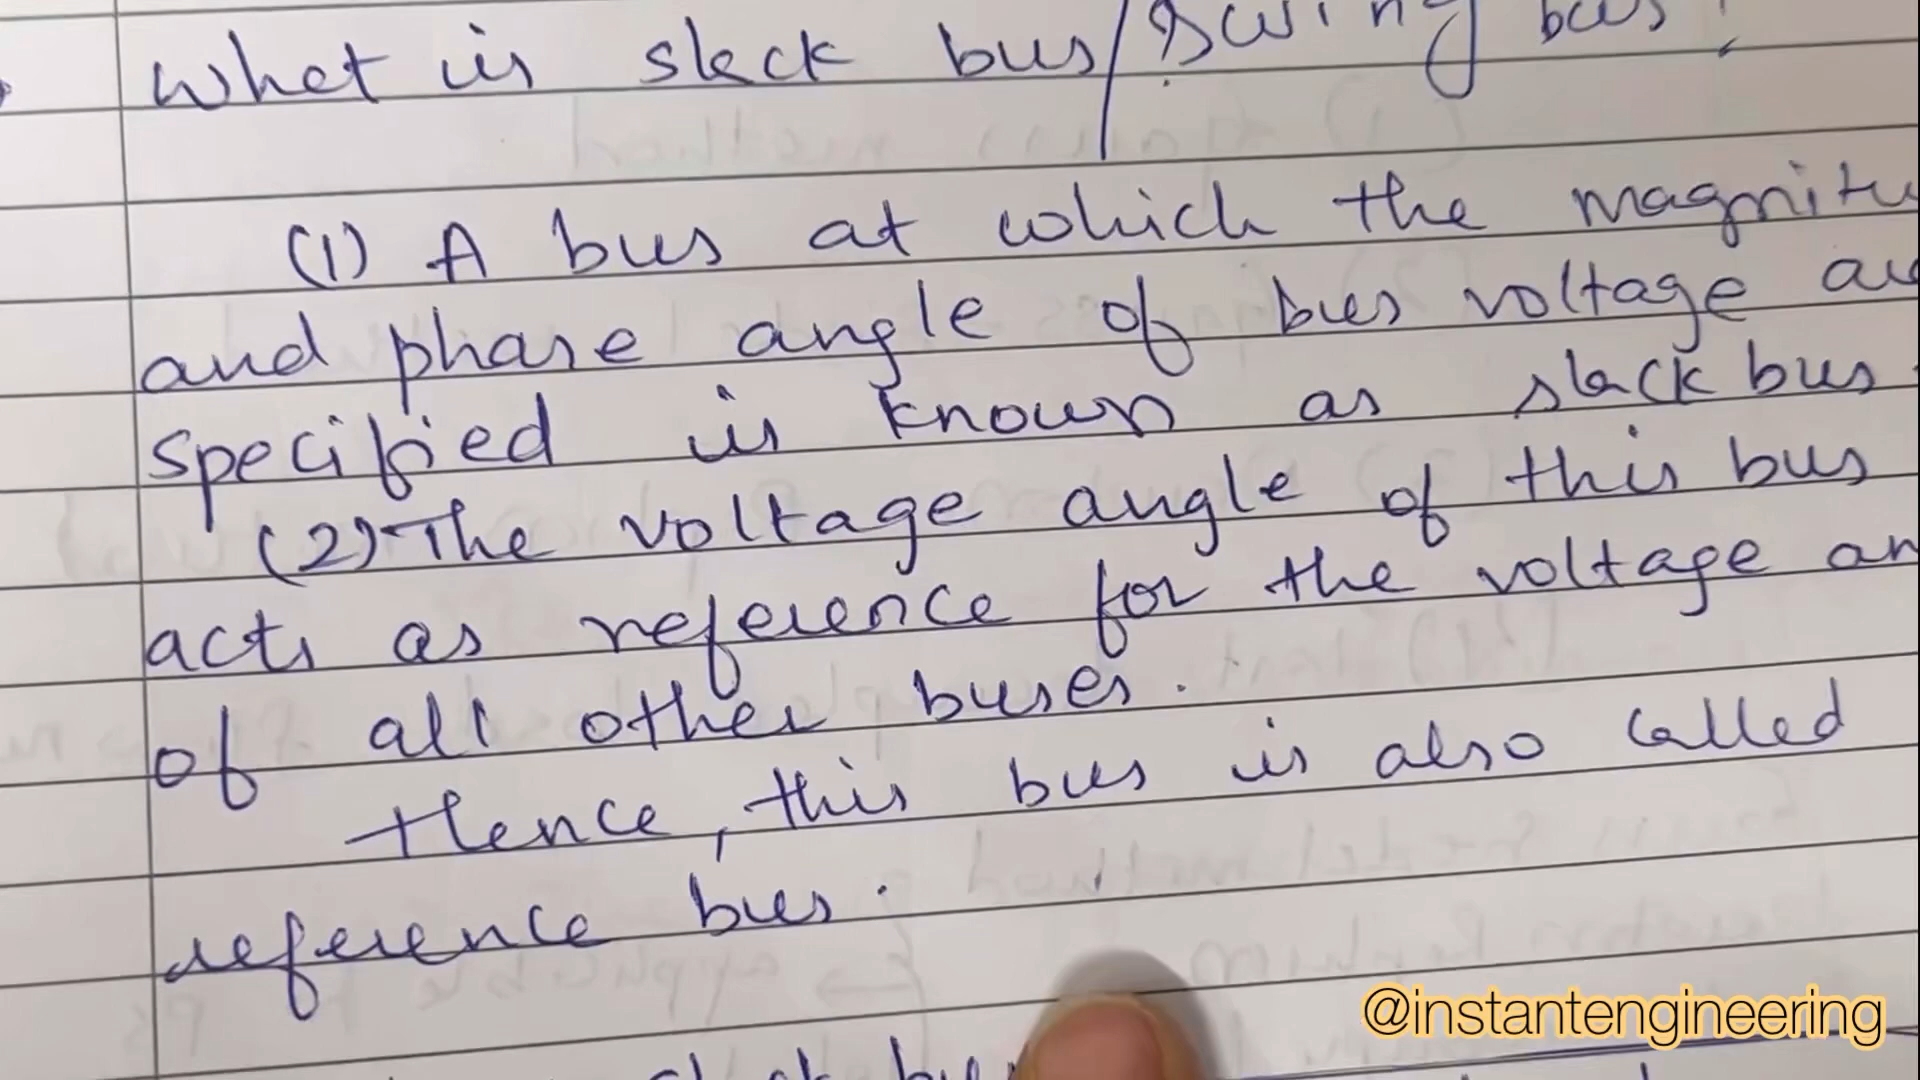 What is slack bus/swing bus?
(1) A bus at which the magnitu
and phase angle of bus voltage are
specified is known as slack bus.
(2) The voltage angle of this bus
acts as reference for the voltage an
of all other buses.
Hence, this bus is also called
reference bus.
@instantengineering